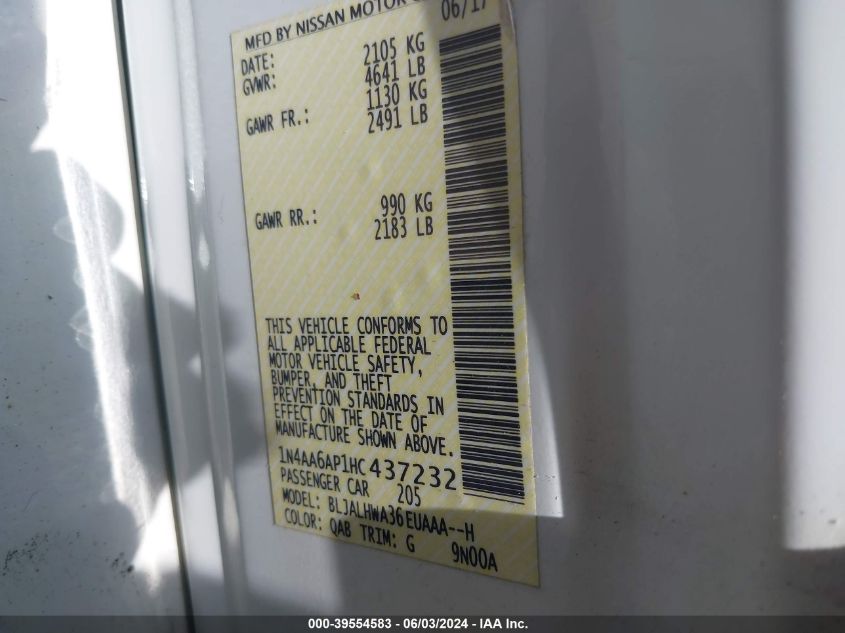 MFD BY NISSAN MOTOR
DATE: 06/17
GVWR: 2105 KG
4641 LB
GAWR FR.: 1130 KG
2491 LB
GAWR RR.: 990 KG
2183 LB
THIS VEHICLE CONFORMS TO
ALL APPLICABLE FEDERAL
MOTOR VEHICLE SAFETY,
BUMPER, AND THEFT
PREVENTION STANDARDS IN
EFFECT ON THE DATE OF
MANUFACTURE SHOWN ABOVE.
1N4AA6AP1HC437232
PASSENGER CAR 205
MODEL: BLJALHWA36EUAAA--H
COLOR: QAB TRIM: G 9N00A
000-39554583 - 06/03/2024 - IAA Inc.